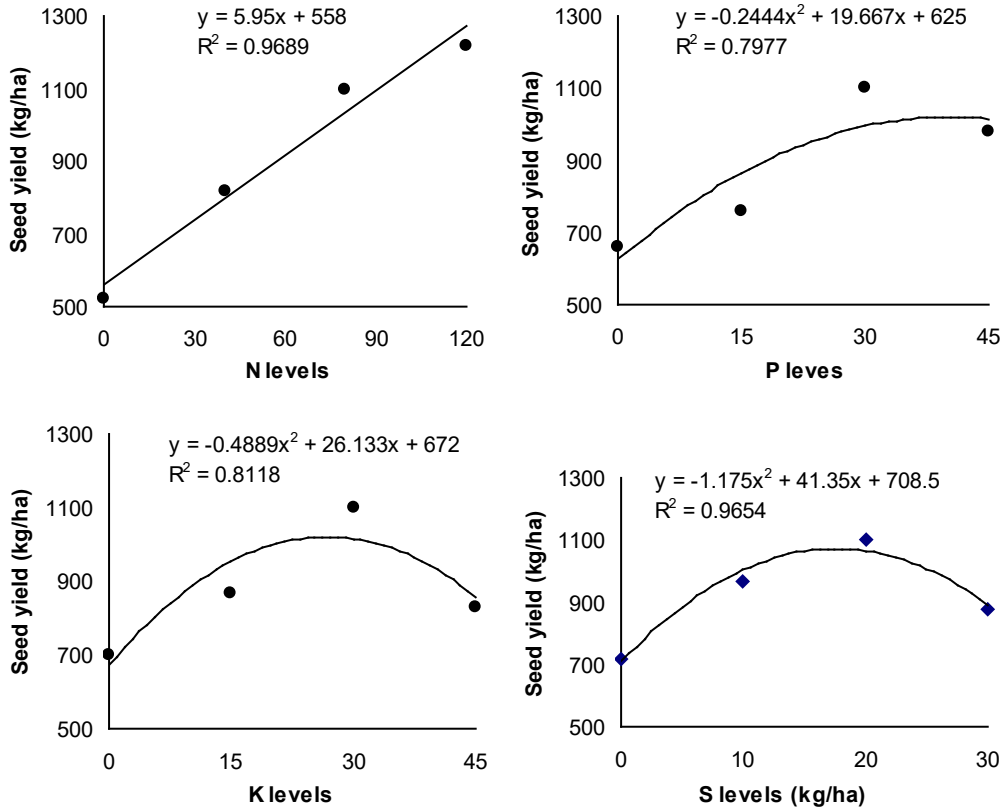 y = 5.95x + 558
R² = 0.9689
1300
1100
900
700
500
Seed yield (kg/ha)
0 30 60 90 120
N levels
y = -0.2444x² + 19.667x + 625
R² = 0.7977
1300
1100
900
700
500
Seed yield (kg/ha)
0 15 30 45
P leves
y = -0.4889x² + 26.133x + 672
R² = 0.8118
1300
1100
900
700
500
Seed yield (kg/ha)
0 15 30 45
K levels
y = -1.175x² + 41.35x + 708.5
R² = 0.9654
1300
1100
900
700
500
Seed yield (kg/ha)
0 10 20 30
S levels (kg/ha)